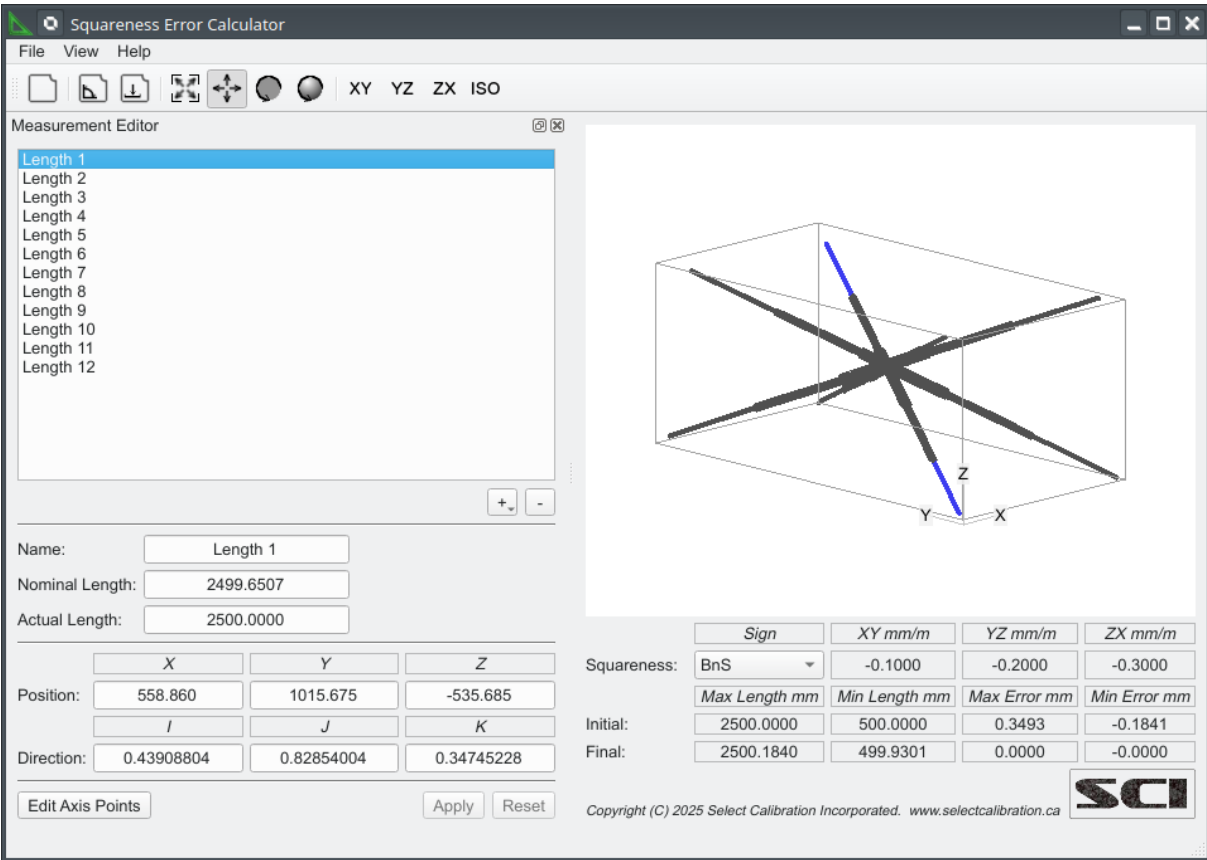 Squareness Error Calculator
File View Help
XY YZ ZX ISO
Measurement Editor
Length 1
Length 2
Length 3
Length 4
Length 5
Length 6
Length 7
Length 8
Length 9
Length 10
Length 11
Length 12
+ -
Name: Length 1
Nominal Length: 2499.6507
Actual Length: 2500.0000
X Y Z
Position: 558.860 1015.675 -535.685
I J K
Direction: 0.43908804 0.82854004 0.34745228
Edit Axis Points Apply Reset
Z
Y X
Sign XY mm/m YZ mm/m ZX mm/m
Squareness: BnS -0.1000 -0.2000 -0.3000
Max Length mm Min Length mm Max Error mm Min Error mm
Initial: 2500.0000 500.0000 0.3493 -0.1841
Final: 2500.1840 499.9301 0.0000 -0.0000
Copyright (C) 2025 Select Calibration Incorporated. www.selectcalibration.ca
SCI